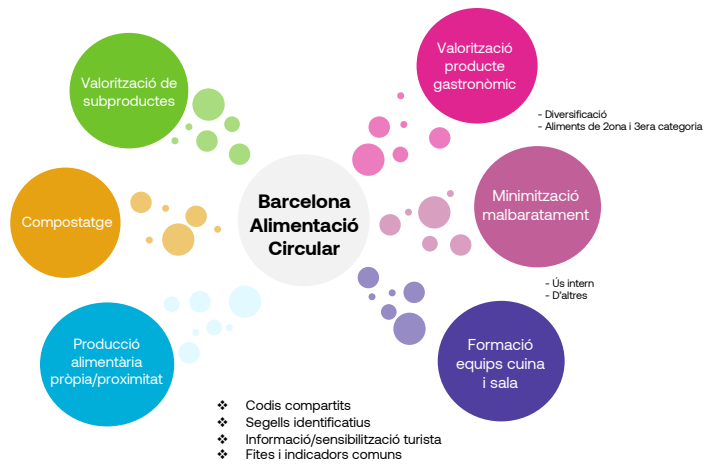 Valorització de
subproductes
Valorització
producte
gastronòmic
- Diversificació
- Aliments de 2ona i 3era categoria
Compostatge
Barcelona
Alimentació
Circular
Minimització
malbaratament
- Ús intern
- D'altres
Producció
alimentària
pròpia/proximitat
Formació
equips cuina
i sala
❖ Codis compartits
❖ Segells identificatius
❖ Informació/sensibilització turista
❖ Fites i indicadors comuns